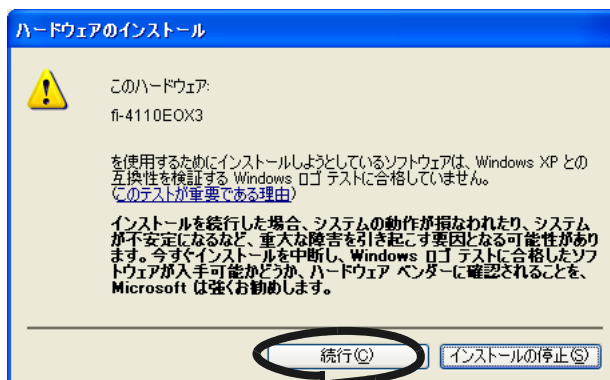 ハードウェアのインストール
このハードウェア:
fi-4110EOX3
を使用するためにインストールしようとしているソフトウェアは、Windows XP との
互換性を検証する Windows ロゴ テストに合格していません。
(このテストが重要である理由)
インストールを続行した場合、システムの動作が損なわれたり、システム
が不安定になるなど、重大な障害を引き起こす要因となる可能性があり
ます。今すぐインストールを中断し、Windows ロゴ テストに合格したソフ
トウェアが入手可能かどうか、ハードウェア ベンダーに確認されることを、
Microsoft は強くお勧めします。
続行(C)
インストールの停止(S)